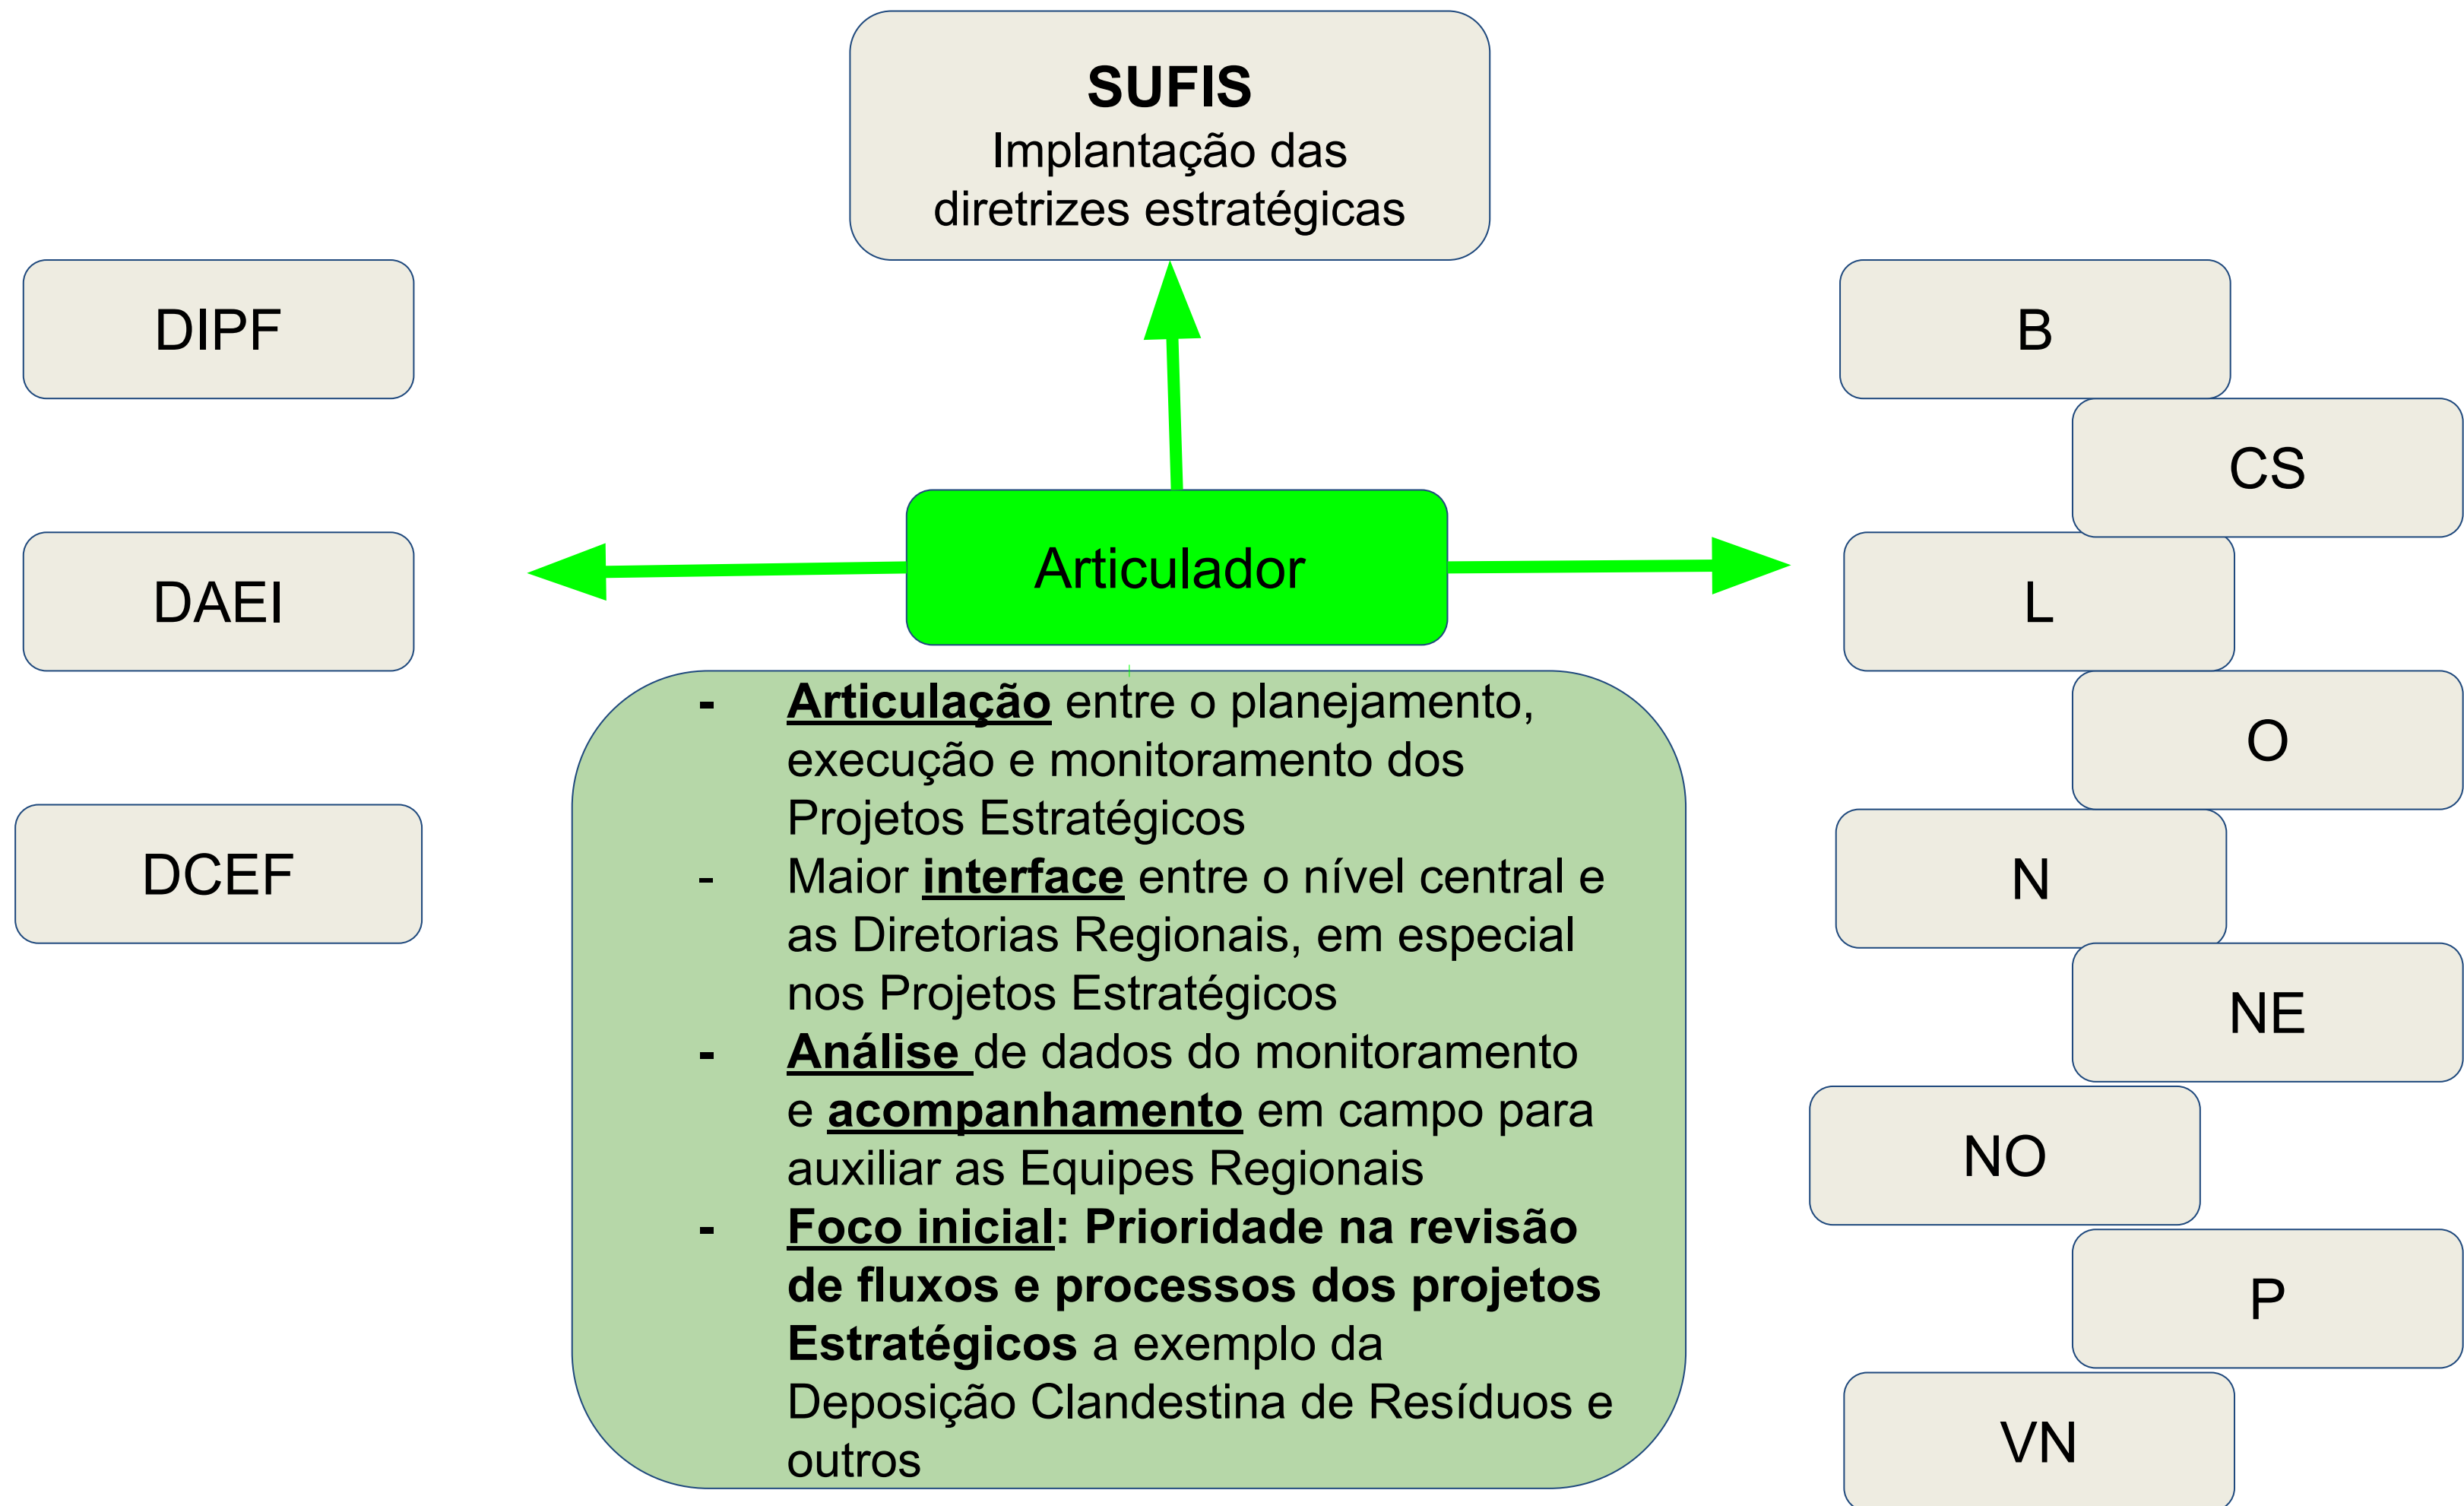 SUFIS
Implantação das
diretrizes estratégicas
DIPF
DAEI
DCEF
Articulador
- Articulação entre o planejamento,
execução e monitoramento dos
Projetos Estratégicos
- Maior interface entre o nível central e
as Diretorias Regionais, em especial
nos Projetos Estratégicos
- Análise de dados do monitoramento
e acompanhamento em campo para
auxiliar as Equipes Regionais
- Foco inicial: Prioridade na revisão
de fluxos e processos dos projetos
Estratégicos a exemplo da
Deposição Clandestina de Resíduos e
outros
B
CS
L
O
N
NE
NO
P
VN